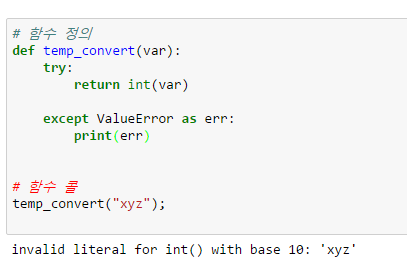 # 함수 정의
def temp_convert(var):
    try:
        return int(var)

    except ValueError as err:
        print(err)


# 함수 콜
temp_convert("xyz");

invalid literal for int() with base 10: 'xyz'